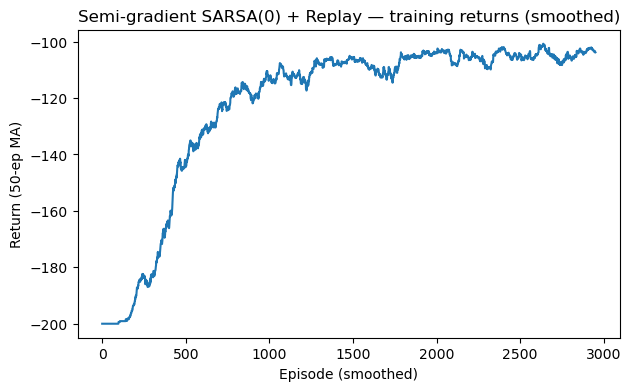 Semi-gradient SARSA(0) + Replay — training returns (smoothed)
−100
−120
−140
−160
−180
−200
Return (50-ep MA)
0 500 1000 1500 2000 2500 3000
Episode (smoothed)